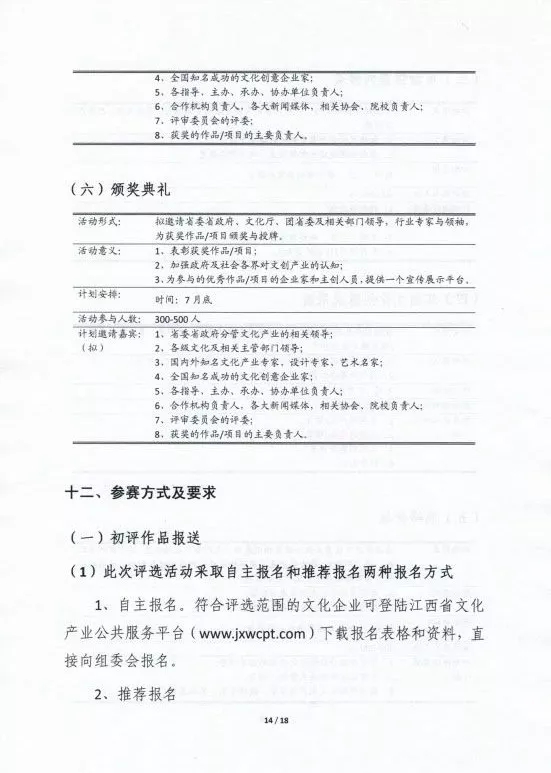 4、全国知名成功的文化创意企业家；
5、各指导、主办、承办、协办单位负责人；
6、合作机构负责人，各大新闻媒体，相关协会、院校负责人；
7、评审委员会的评委；
8、获奖的作品/项目的主要负责人。
（六）颁奖典礼
活动形式： 拟邀请省委省政府、文化厅、团省委及相关部门领导，行业专家与领袖，
为获奖作品/项目颁奖与授牌。
活动意义： 1、表彰获奖作品/项目；
2、加强政府及社会各界对文创产业的认知；
3、为参与的优秀作品/项目的企业家和主创人员，提供一个宣传展示平台。
计划安排： 时间：7月底
活动参与人数： 300-500人
计划邀请嘉宾： 1、省委省政府分管文化产业的相关领导；
（拟） 2、各级文化及相关主管部门领导；
3、国内外知名文化产业专家、设计专家、艺术名家；
4、全国知名成功的文化创意企业家；
5、各指导、主办、承办、协办单位负责人；
6、合作机构负责人，各大新闻媒体，相关协会、院校负责人；
7、评审委员会的评委；
8、获奖的作品/项目的主要负责人。
十二、参赛方式及要求
（一）初评作品报送
（1）此次评选活动采取自主报名和推荐报名两种报名方式
1、自主报名。符合评选范围的文化企业可登陆江西省文化
产业公共服务平台（www.jxwcpt.com）下载报名表格和资料，直
接向组委会报名。
2、推荐报名
14 / 18